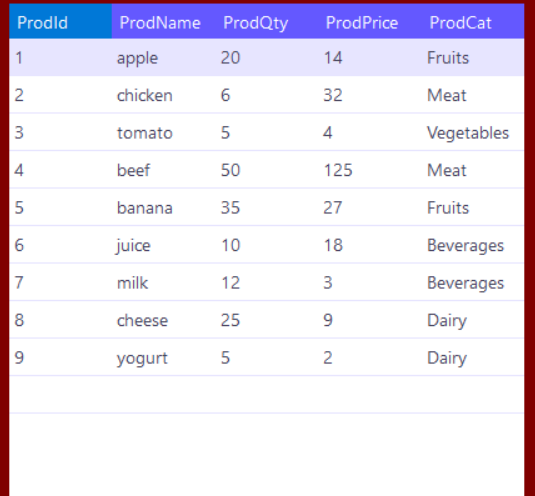 ProdId ProdName ProdQty ProdPrice ProdCat
1 apple 20 14 Fruits
2 chicken 6 32 Meat
3 tomato 5 4 Vegetables
4 beef 50 125 Meat
5 banana 35 27 Fruits
6 juice 10 18 Beverages
7 milk 12 3 Beverages
8 cheese 25 9 Dairy
9 yogurt 5 2 Dairy